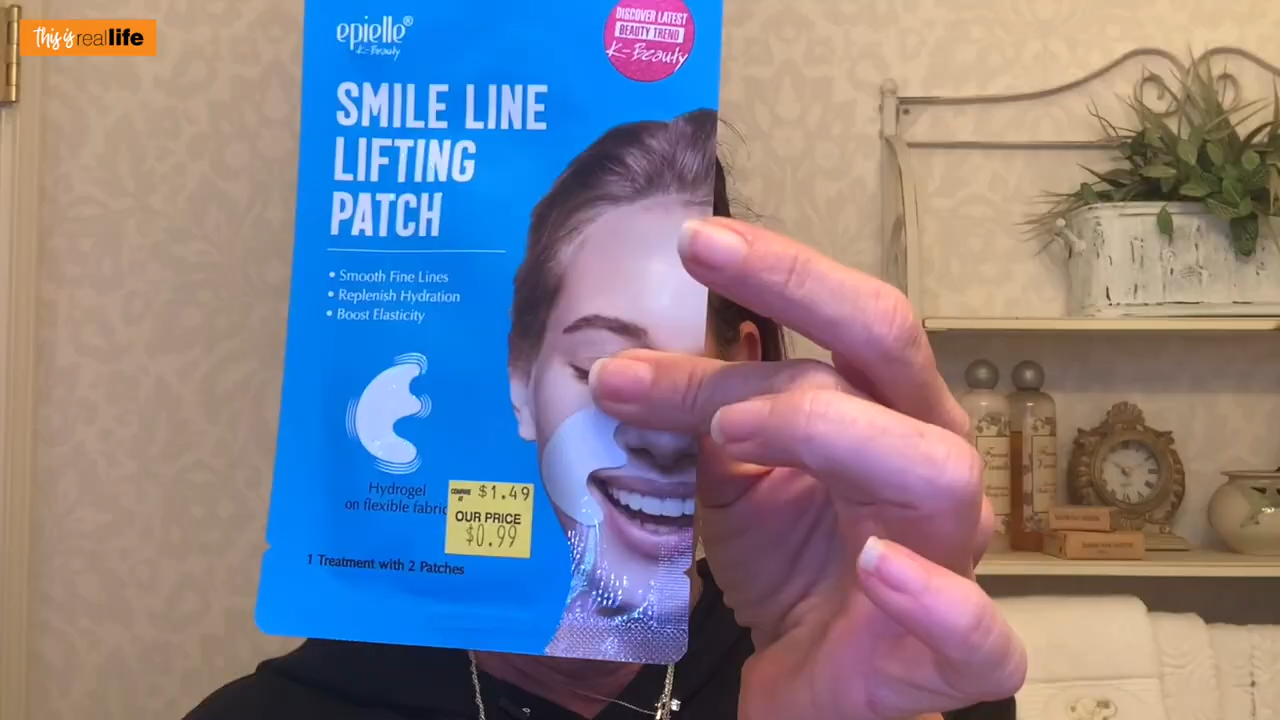 This is real life
epielle®
K-Beauty
DISCOVER LATEST
BEAUTY TREND
K-Beauty
SMILE LINE
LIFTING
PATCH
• Smooth Fine Lines
• Replenish Hydration
• Boost Elasticity
Hydrogel
on flexible fabric
COMPARE AT $1.49
OUR PRICE
$0.99
1 Treatment with 2 Patches